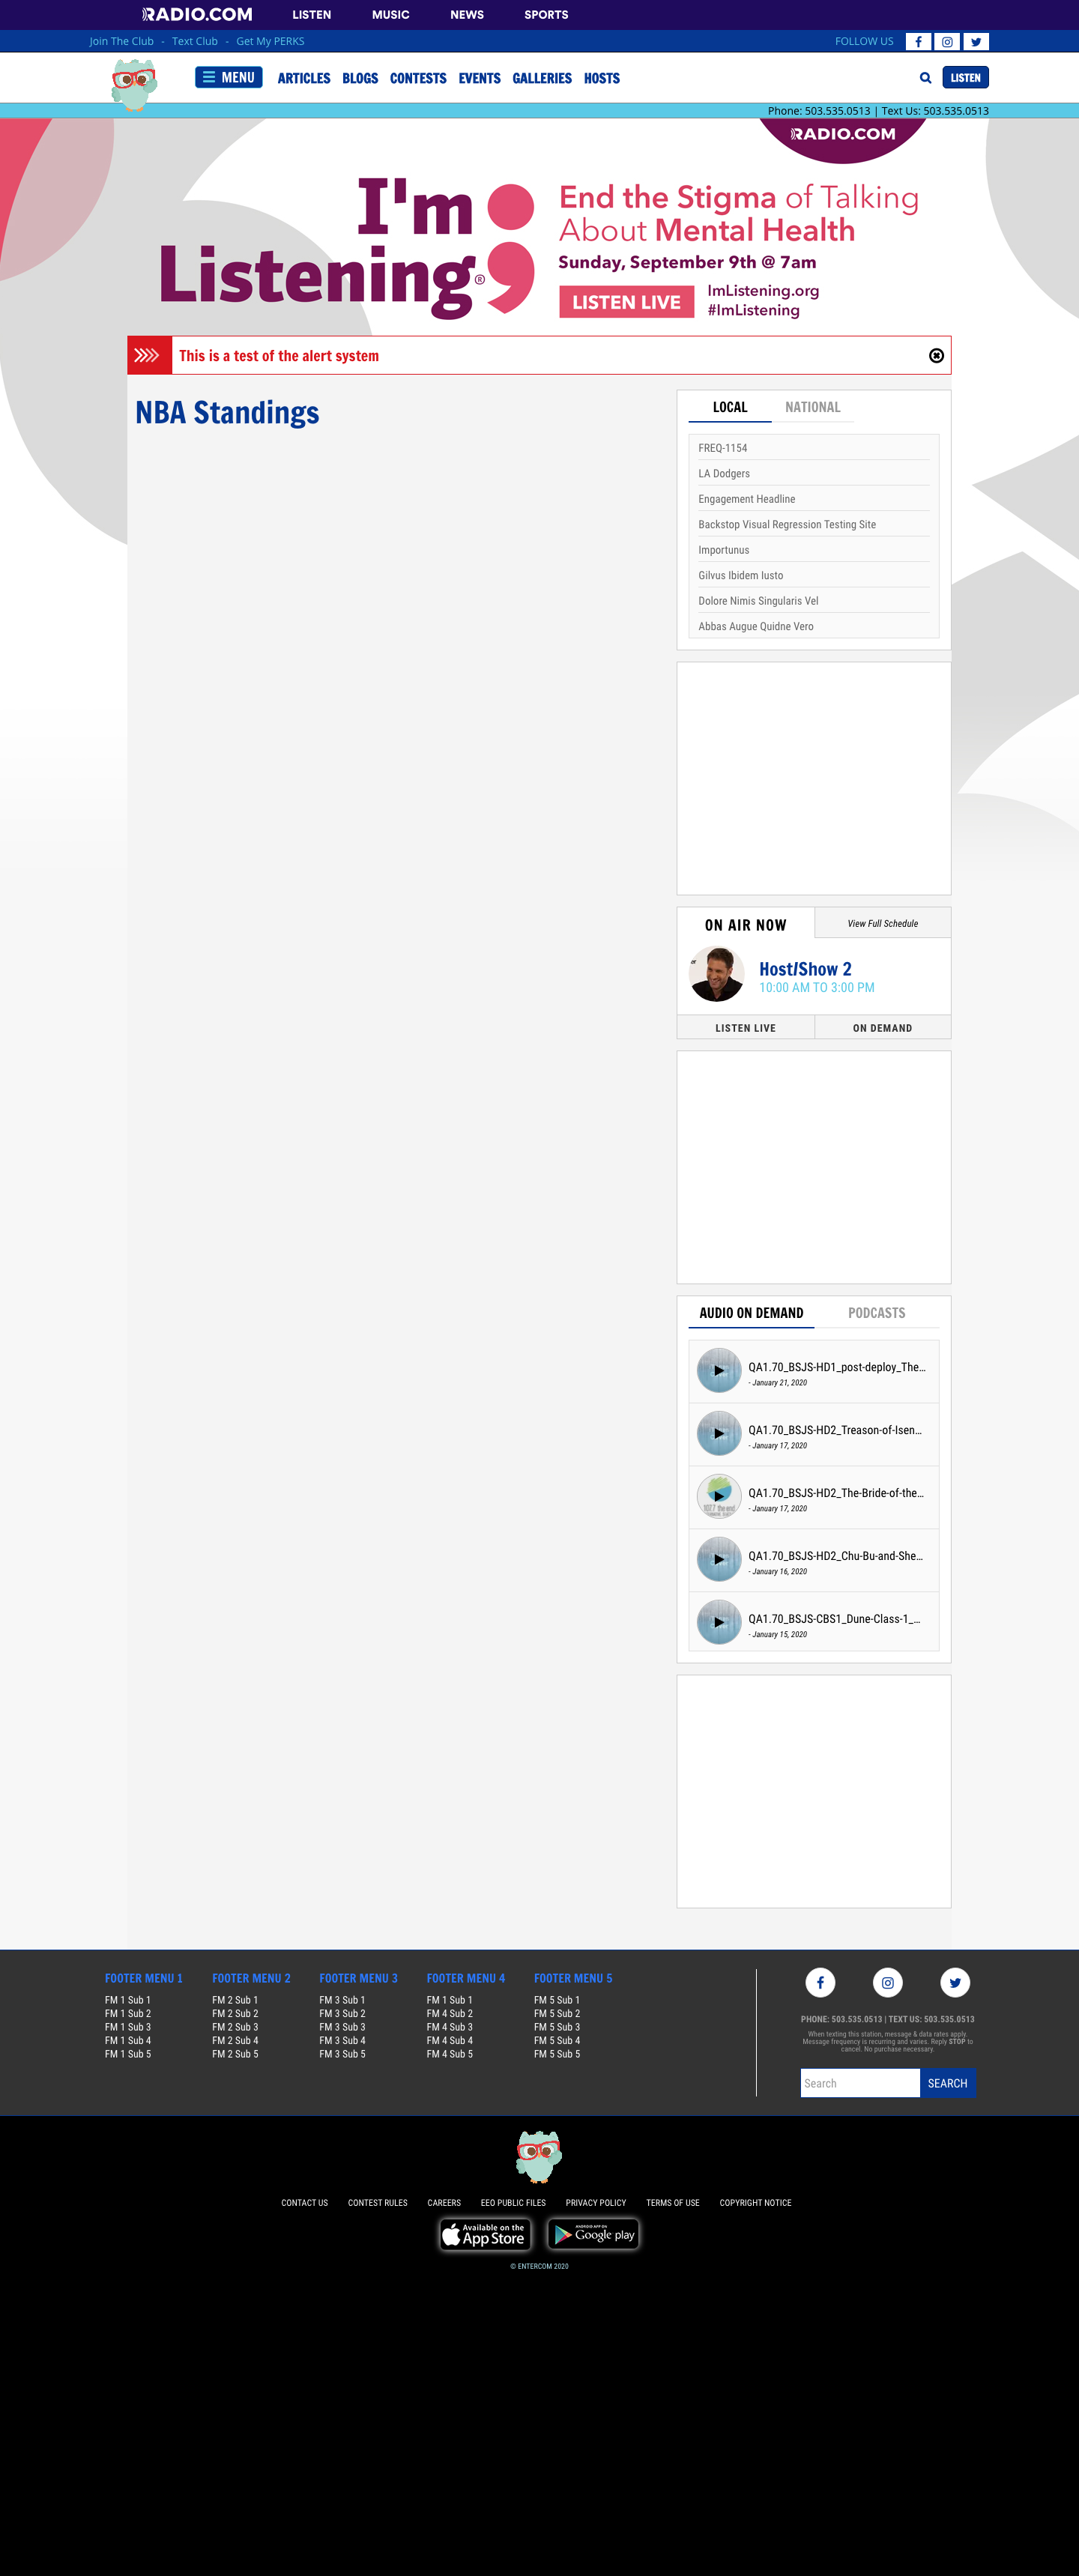 RADIO.COM LISTEN MUSIC NEWS SPORTS
Join The Club - Text Club - Get My PERKS FOLLOW US
MENU ARTICLES BLOGS CONTESTS EVENTS GALLERIES HOSTS LISTEN
Phone: 503.535.0513 | Text Us: 503.535.0513
RADIO.COM
I'm
Listening®
End the Stigma of Talking
About Mental Health
Sunday, September 9th @ 7am
LISTEN LIVE
ImListening.org
#ImListening
This is a test of the alert system
NBA Standings
LOCAL NATIONAL
FREQ-1154
LA Dodgers
Engagement Headline
Backstop Visual Regression Testing Site
Importunus
Gilvus Ibidem Iusto
Dolore Nimis Singularis Vel
Abbas Augue Quidne Vero
ON AIR NOW View Full Schedule
Host/Show 2
10:00 AM TO 3:00 PM
LISTEN LIVE ON DEMAND
AUDIO ON DEMAND PODCASTS
QA1.70_BSJS-HD1_post-deploy_The...
- January 21, 2020
QA1.70_BSJS-HD2_Treason-of-Isen...
- January 17, 2020
QA1.70_BSJS-HD2_The-Bride-of-the...
- January 17, 2020
QA1.70_BSJS-HD2_Chu-Bu-and-She...
- January 16, 2020
QA1.70_BSJS-CBS1_Dune-Class-1_...
- January 15, 2020
FOOTER MENU 1 FOOTER MENU 2 FOOTER MENU 3 FOOTER MENU 4 FOOTER MENU 5
FM 1 Sub 1 FM 2 Sub 1 FM 3 Sub 1 FM 1 Sub 1 FM 5 Sub 1
FM 1 Sub 2 FM 2 Sub 2 FM 3 Sub 2 FM 4 Sub 2 FM 5 Sub 2
FM 1 Sub 3 FM 2 Sub 3 FM 3 Sub 3 FM 4 Sub 3 FM 5 Sub 3
FM 1 Sub 4 FM 2 Sub 4 FM 3 Sub 4 FM 4 Sub 4 FM 5 Sub 4
FM 1 Sub 5 FM 2 Sub 5 FM 3 Sub 5 FM 4 Sub 5 FM 5 Sub 5
PHONE: 503.535.0513 | TEXT US: 503.535.0513
When texting this station, message & data rates apply.
Message frequency is recurring and varies. Reply STOP to
cancel. No purchase necessary.
Search SEARCH
CONTACT US CONTEST RULES CAREERS EEO PUBLIC FILES PRIVACY POLICY TERMS OF USE COPYRIGHT NOTICE
Available on the
App Store
ANDROID APP ON
Google play
© ENTERCOM 2020